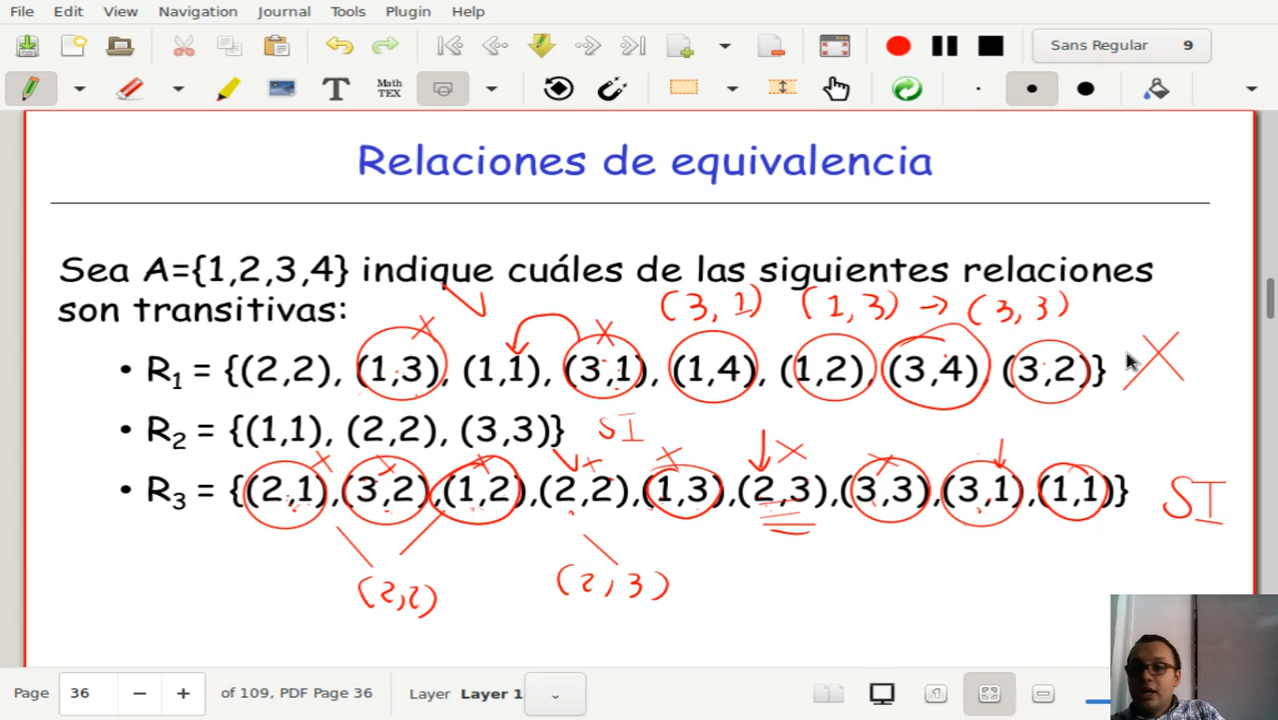 File Edit View Navigation Journal Tools Plugin Help
Sans Regular 9
T Math TEX
Relaciones de equivalencia
Sea A={1,2,3,4} indique cuáles de las siguientes relaciones
son transitivas:
(3,1) (1,3) → (3,3)
• R1 = {(2,2), (1,3), (1,1), (3,1), (1,4), (1,2), (3,4), (3,2)} X
• R2 = {(1,1), (2,2), (3,3)} SI
• R3 = {(2,1),(3,2),(1,2),(2,2),(1,3),(2,3),(3,3),(3,1),(1,1)} SI
(2,2) (2,3)
Page 36 − + of 109, PDF Page 36 Layer Layer 1